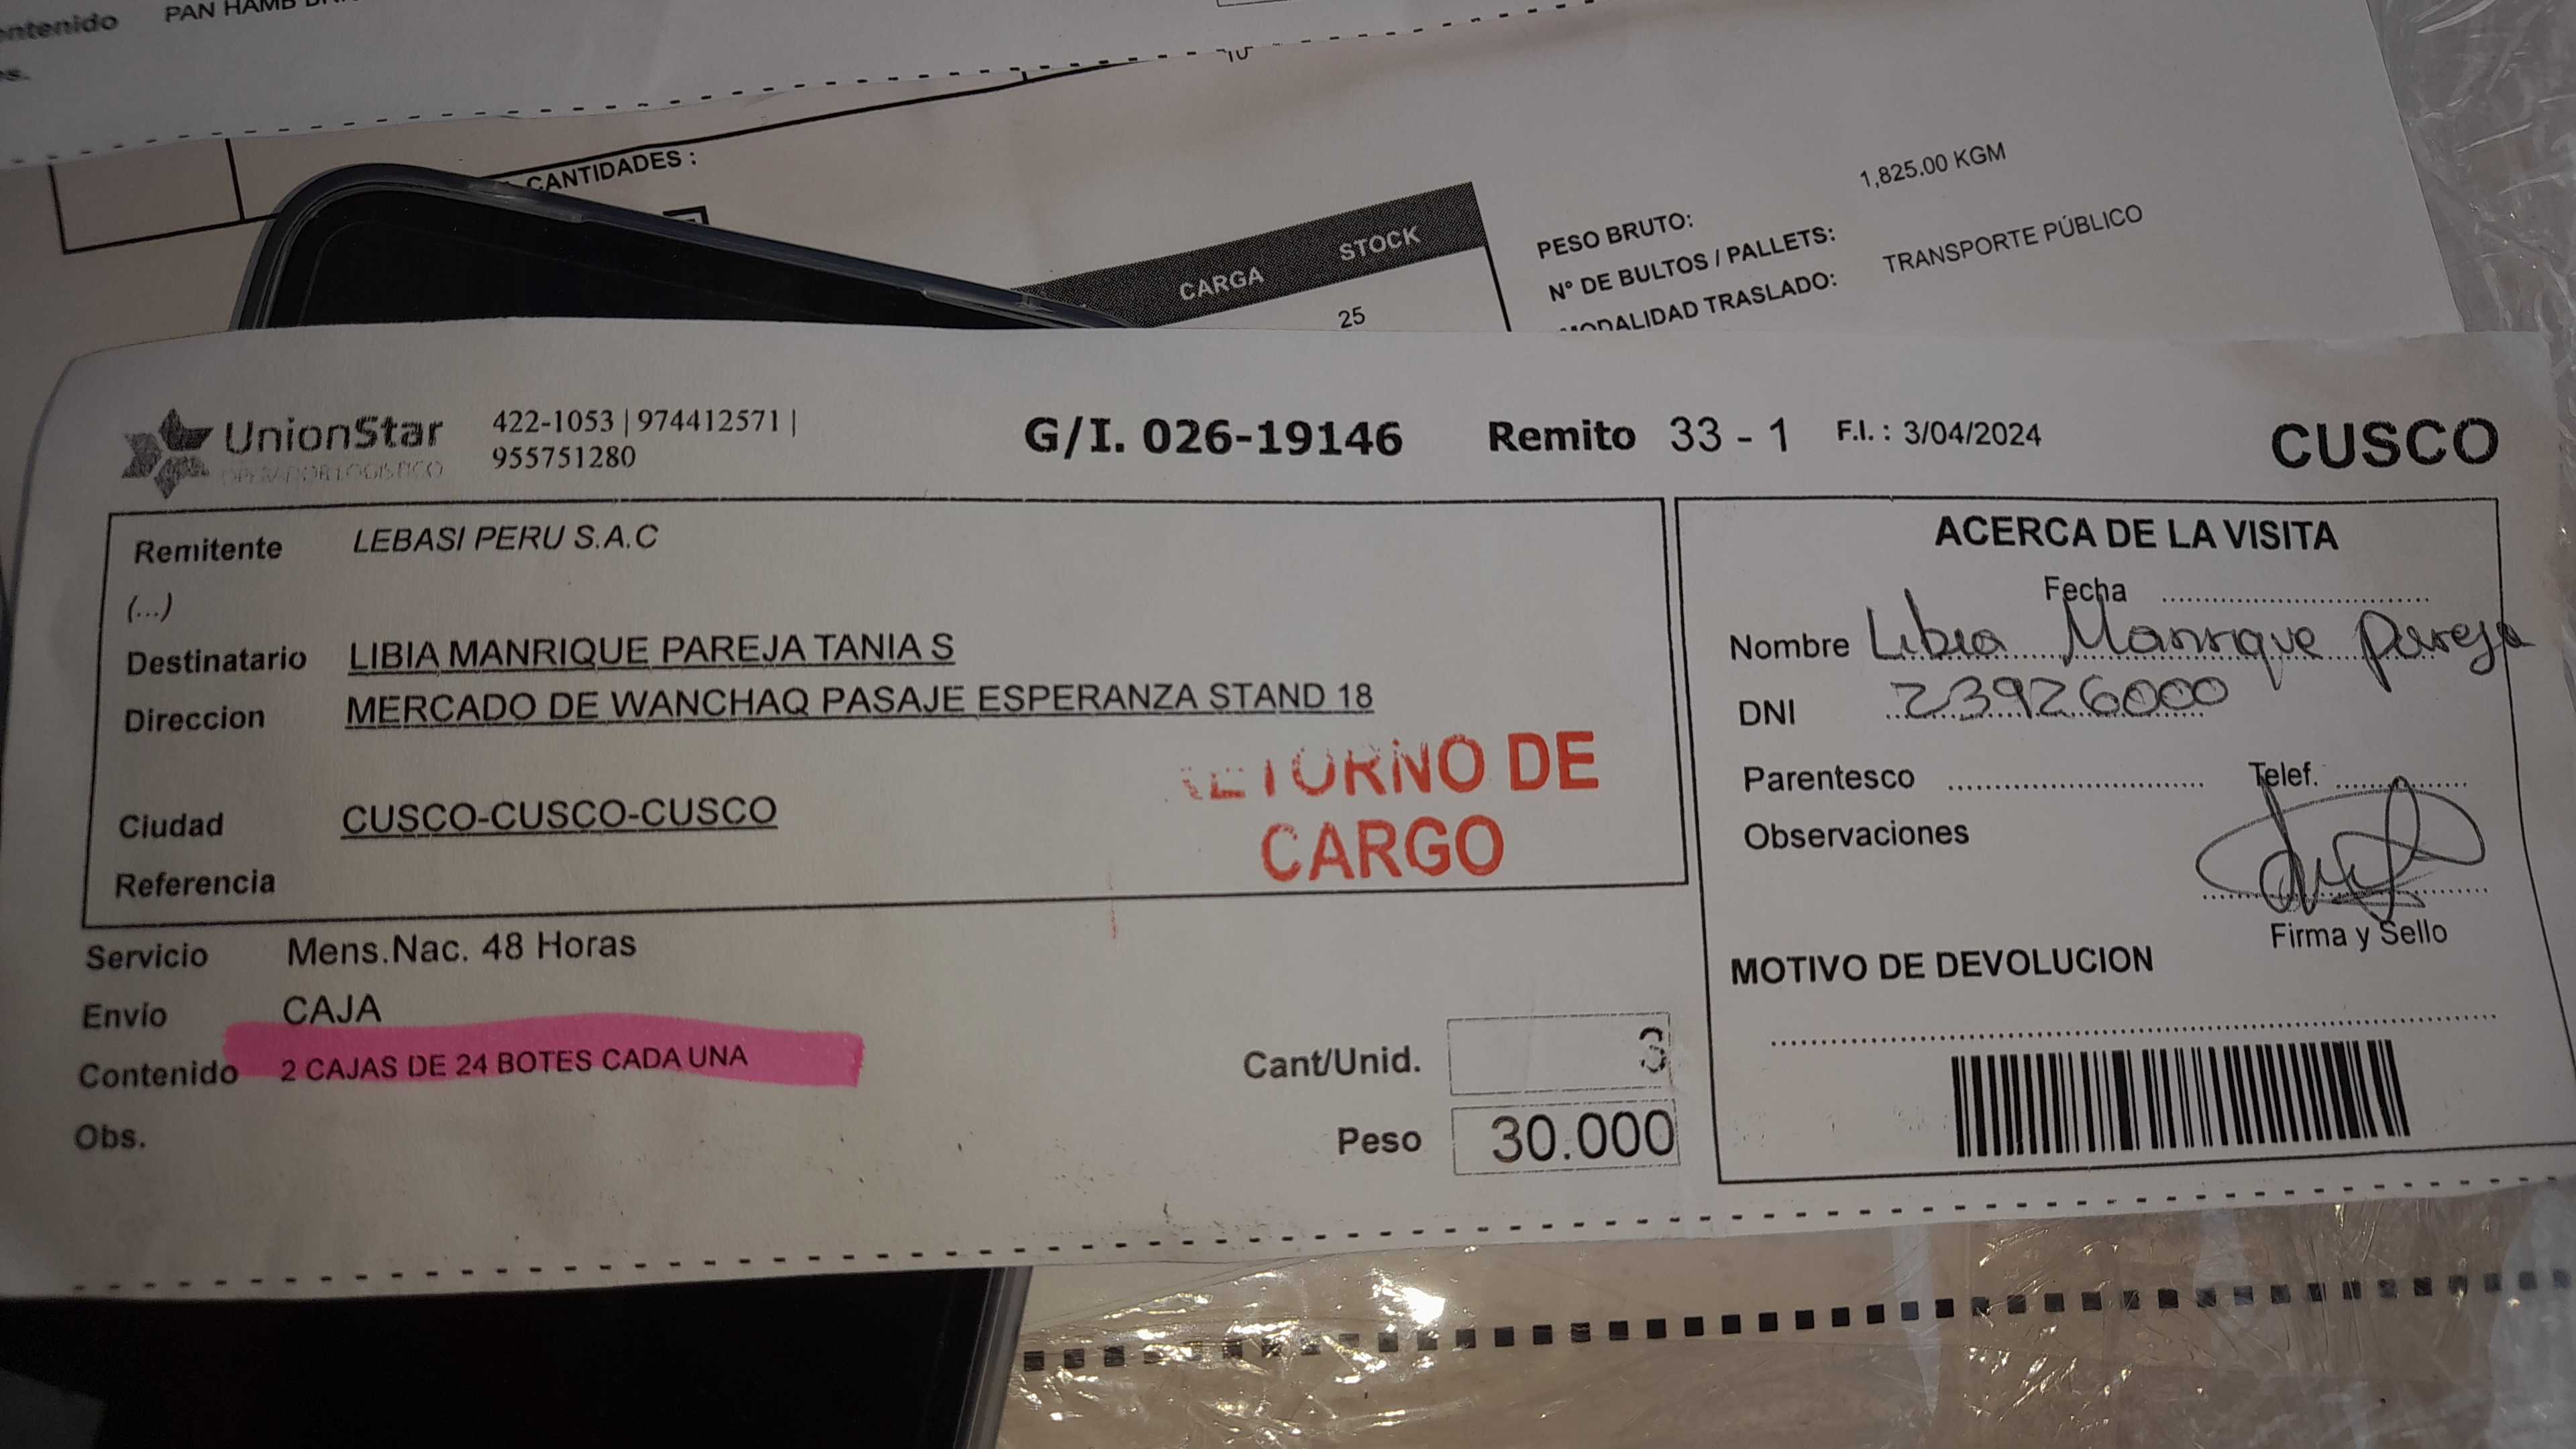 PAN HAMB
CANTIDADES :
CARGA STOCK
25
PESO BRUTO: 1,825.00 KGM
N° DE BULTOS / PALLETS:
MODALIDAD TRASLADO: TRANSPORTE PÚBLICO
UnionStar
OPERADOR LOGISTICO
422-1053 | 974412571 |
955751280
G/I. 026-19146 Remito 33 - 1 F.I. : 3/04/2024 CUSCO
Remitente LEBASI PERU S.A.C
(...)
Destinatario LIBIA MANRIQUE PAREJA TANIA S
Direccion MERCADO DE WANCHAQ PASAJE ESPERANZA STAND 18
Ciudad CUSCO-CUSCO-CUSCO
Referencia
RETORNO DE
CARGO
Servicio Mens.Nac. 48 Horas
Envío CAJA
Contenido 2 CAJAS DE 24 BOTES CADA UNA
Obs.
Cant/Unid. 3
Peso 30.000
ACERCA DE LA VISITA
Fecha
Nombre Libia Manrique Pareja
DNI 23926000
Parentesco Telef.
Observaciones
Firma y Sello
MOTIVO DE DEVOLUCION